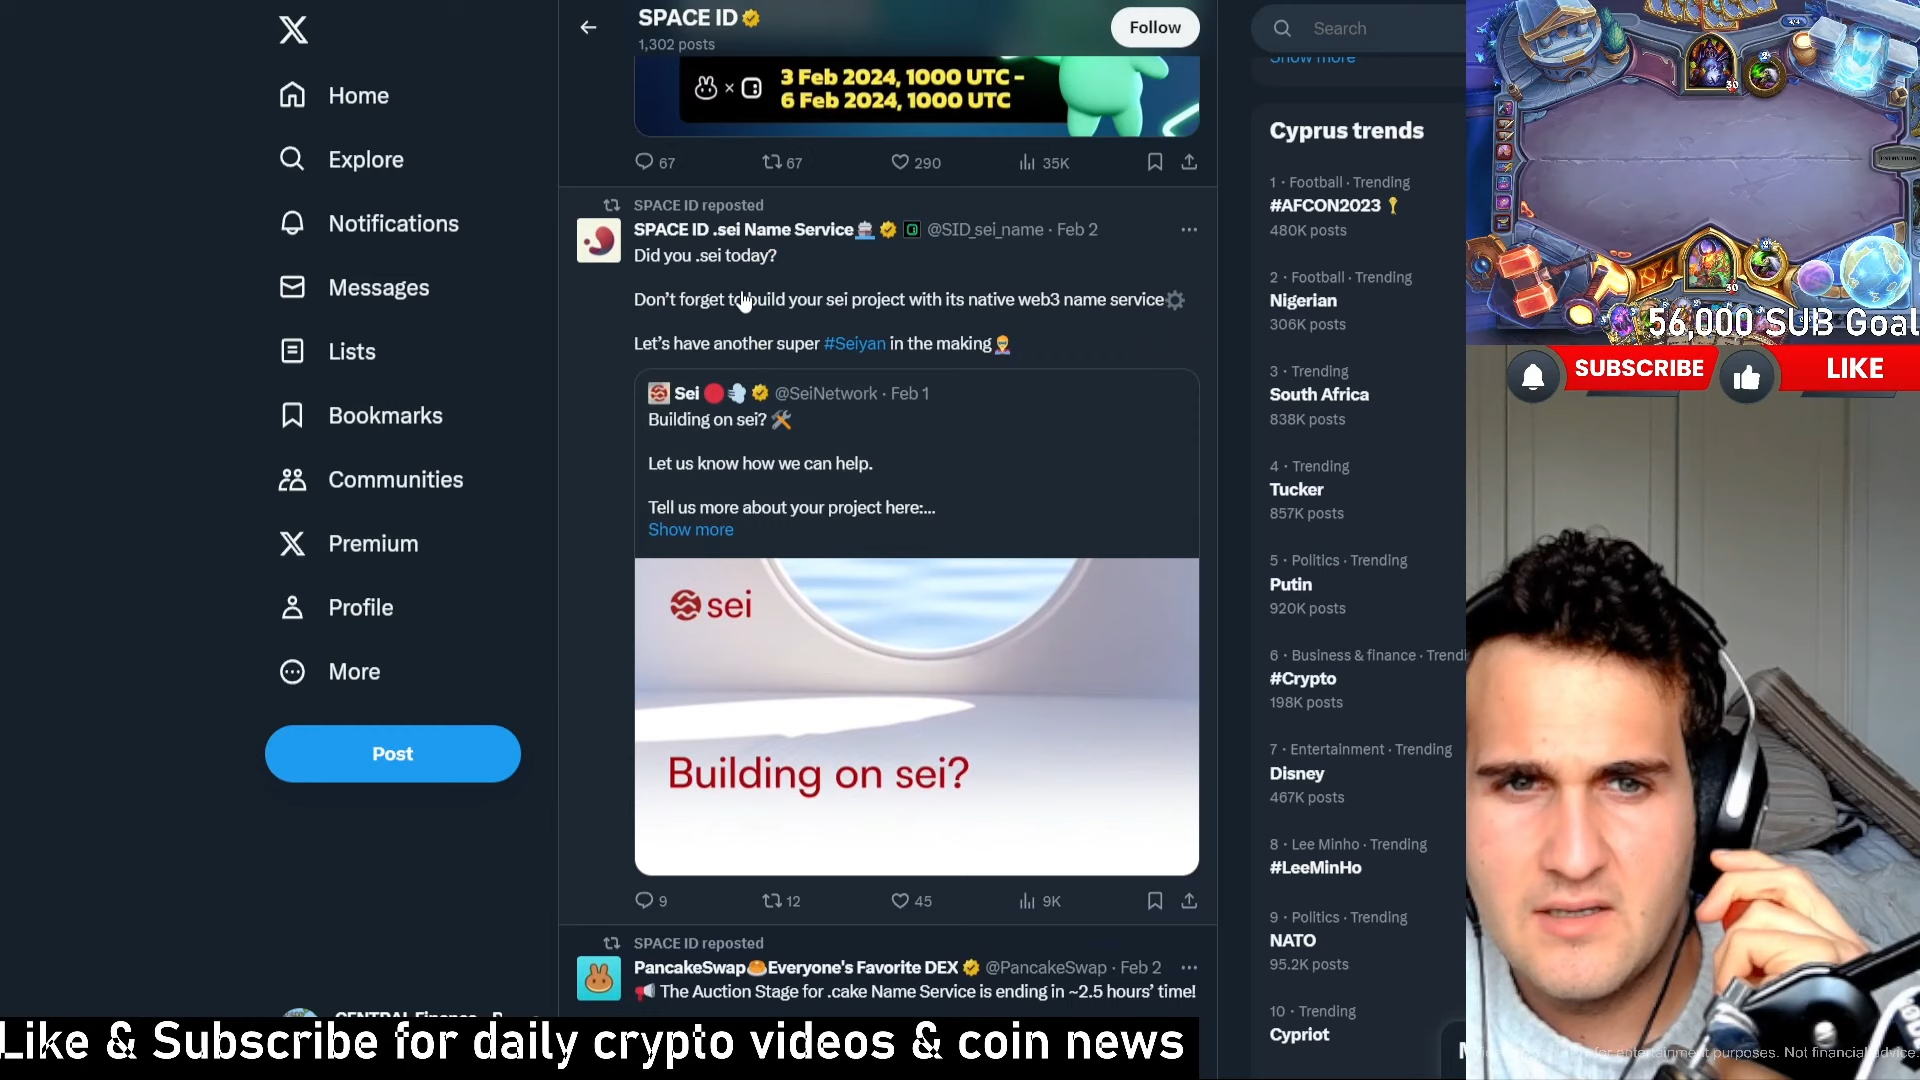 SPACE ID
1,302 posts
Follow
Search
Show more
Home
Explore
Notifications
Messages
Lists
Bookmarks
Communities
Premium
Profile
More
Post
3 Feb 2024, 1000 UTC -
6 Feb 2024, 1000 UTC
67
67
290
35K
SPACE ID reposted
SPACE ID .sei Name Service @SID_sei_name · Feb 2
Did you .sei today?
Don't forget to build your sei project with its native web3 name service
Let's have another super #Seiyan in the making
Sei @SeiNetwork · Feb 1
Building on sei?
Let us know how we can help.
Tell us more about your project here:...
Show more
sei
Building on sei?
9
12
45
9K
SPACE ID reposted
PancakeSwap Everyone's Favorite DEX @PancakeSwap · Feb 2
The Auction Stage for .cake Name Service is ending in ~2.5 hours' time!
Cyprus trends
1 · Football · Trending
#AFCON2023
480K posts
2 · Football · Trending
Nigerian
306K posts
3 · Trending
South Africa
838K posts
4 · Trending
Tucker
857K posts
5 · Politics · Trending
Putin
920K posts
6 · Business & finance · Trendi
#Crypto
198K posts
7 · Entertainment · Trending
Disney
467K posts
8 · Lee Minho · Trending
#LeeMinHo
9 · Politics · Trending
NATO
95.2K posts
10 · Trending
Cypriot
30
30
56,000 SUB Goal
SUBSCRIBE
LIKE
Like & Subscribe for daily crypto videos & coin news
for entertainment purposes. Not financial advice.